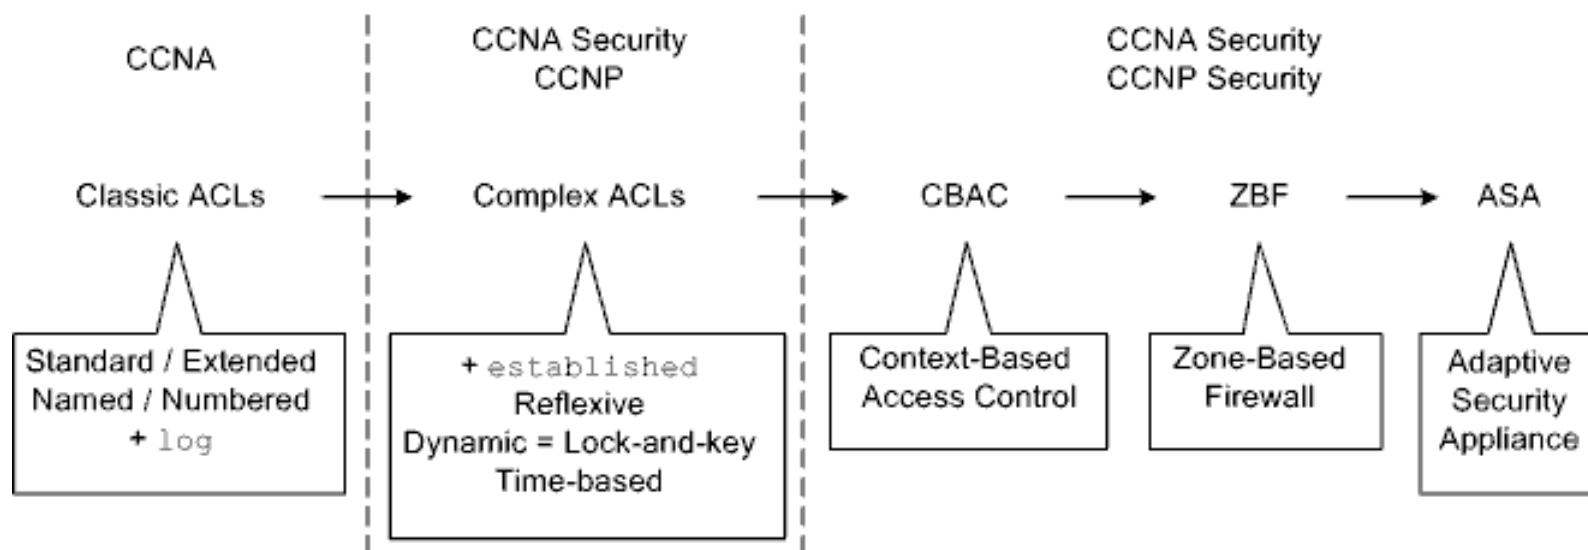 CCNA
CCNA Security
CCNP
CCNA Security
CCNP Security
Classic ACLs
Complex ACLs
CBAC
ZBF
ASA
Standard / Extended
Named / Numbered
+ log
+ established
Reflexive
Dynamic = Lock-and-key
Time-based
Context-Based
Access Control
Zone-Based
Firewall
Adaptive
Security
Appliance